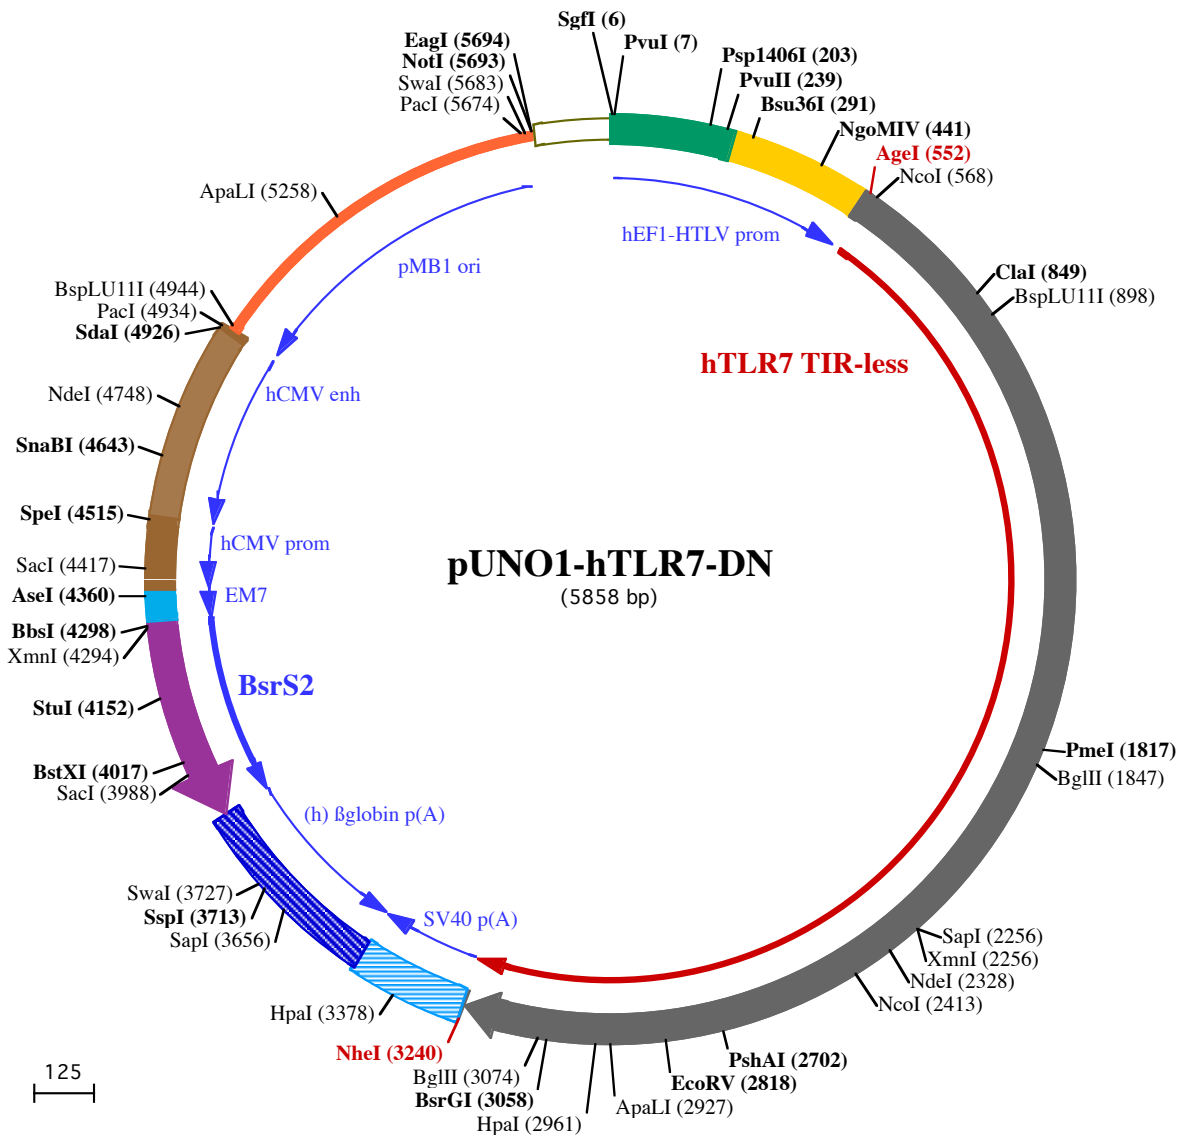 SgfI (6)
PvuI (7)
EagI (5694)
NotI (5693)
SwaI (5683)
PacI (5674)
Psp1406I (203)
PvuII (239)
Bsu36I (291)
NgoMIV (441)
AgeI (552)
NcoI (568)
ApaLI (5258)
hEF1-HTLV prom
pMB1 ori
ClaI (849)
BspLU11I (898)
BspLU11I (4944)
PacI (4934)
SdaI (4926)
hTLR7 TIR-less
NdeI (4748)
hCMV enh
SnaBI (4643)
SpeI (4515)
hCMV prom
pUNO1-hTLR7-DN
(5858 bp)
SacI (4417)
AseI (4360)
EM7
BbsI (4298)
XmnI (4294)
BsrS2
StuI (4152)
PmeI (1817)
BglII (1847)
BstXI (4017)
SacI (3988)
(h) ßglobin p(A)
SwaI (3727)
SspI (3713)
SapI (3656)
SV40 p(A)
SapI (2256)
XmnI (2256)
NdeI (2328)
NcoI (2413)
HpaI (3378)
NheI (3240)
PshAI (2702)
EcoRV (2818)
BglII (3074)
BsrGI (3058)
HpaI (2961)
ApaLI (2927)
125